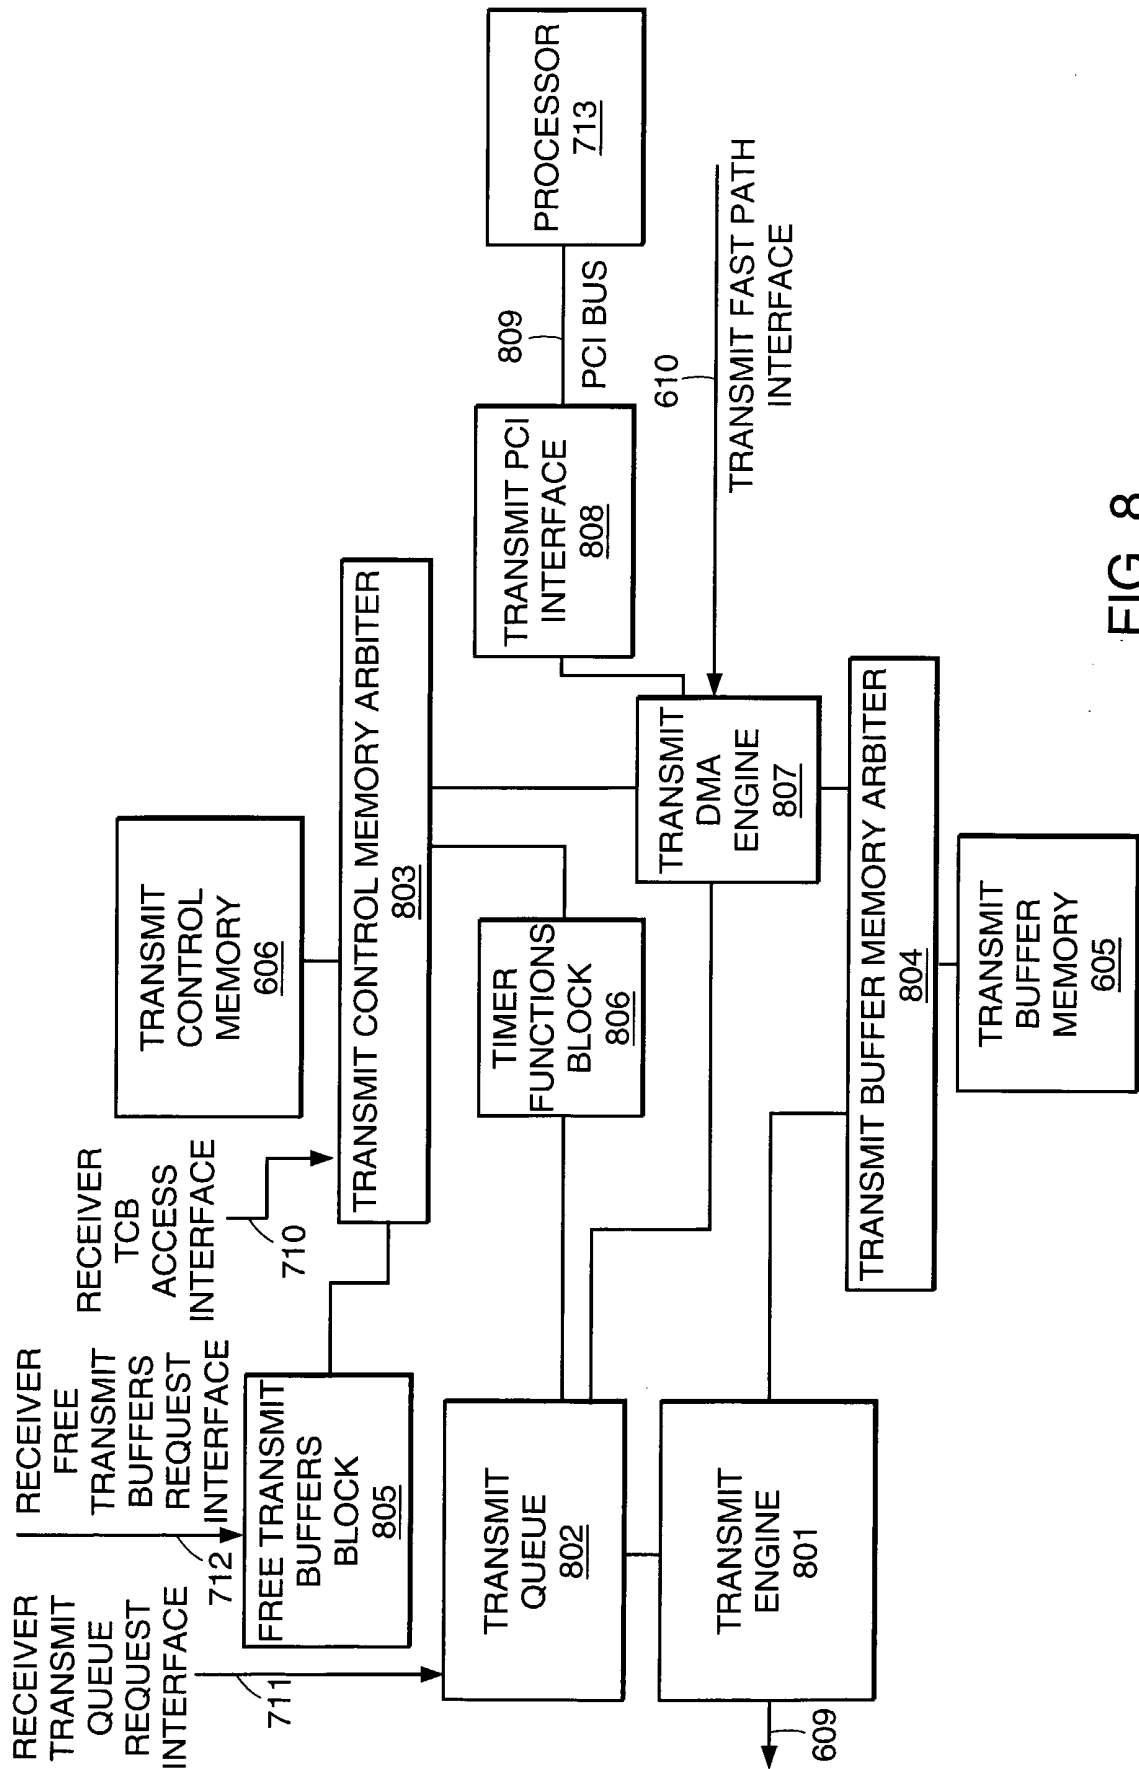 RECEIVER
TRANSMIT
QUEUE
REQUEST
INTERFACE
711
RECEIVER
FREE
TRANSMIT
BUFFERS
REQUEST
INTERFACE
712
RECEIVER
TCB
ACCESS
INTERFACE
710
TRANSMIT
CONTROL
MEMORY
606
FREE TRANSMIT
BUFFERS
BLOCK
805
TRANSMIT CONTROL MEMORY ARBITER
803
PROCESSOR
713
809
PCI BUS
TRANSMIT PCI
INTERFACE
808
TIMER
FUNCTIONS
BLOCK
806
TRANSMIT
QUEUE
802
TRANSMIT
DMA
ENGINE
807
610
TRANSMIT FAST PATH
INTERFACE
TRANSMIT
ENGINE
801
609
TRANSMIT BUFFER MEMORY ARBITER
804
TRANSMIT
BUFFER
MEMORY
605
FIG. 8